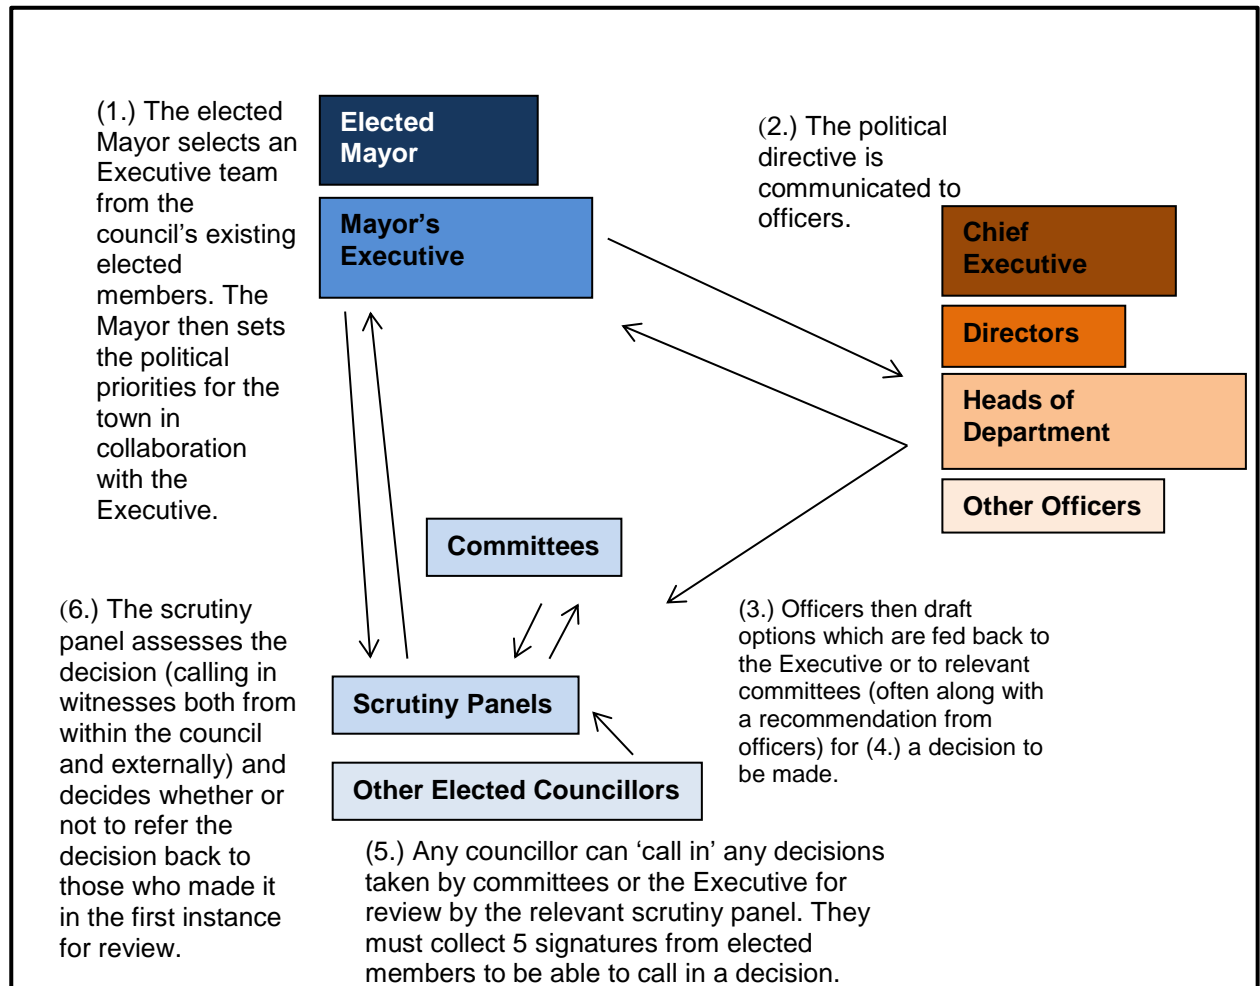 (1.) The elected
Mayor selects an
Executive team
from the
council's existing
elected
members. The
Mayor then sets
the political
priorities for the
town in
collaboration
with the
Executive.
Elected
Mayor
Mayor's
Executive
(2.) The political
directive is
communicated to
officers.
Chief
Executive
Directors
Heads of
Department
Other Officers
Committees
(3.) Officers then draft
options which are fed back to
the Executive or to relevant
committees (often along with
a recommendation from
officers) for (4.) a decision to
be made.
(6.) The scrutiny
panel assesses the
decision (calling in
witnesses both from
within the council
and externally) and
decides whether or
not to refer the
decision back to
those who made it
in the first instance
for review.
Scrutiny Panels
Other Elected Councillors
(5.) Any councillor can ‘call in’ any decisions
taken by committees or the Executive for
review by the relevant scrutiny panel. They
must collect 5 signatures from elected
members to be able to call in a decision.